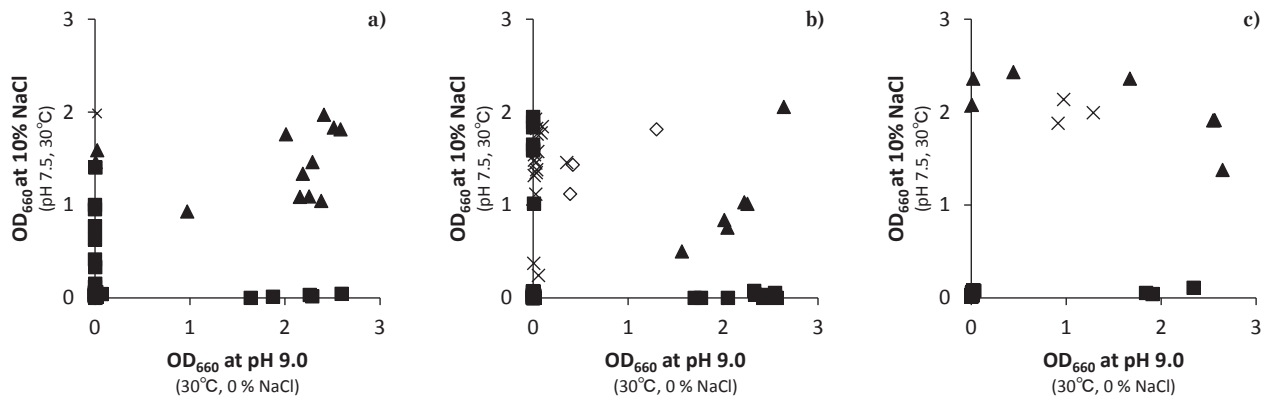 a)
3
2
1
0
0 1 2 3
OD660 at 10% NaCl
(pH 7.5, 30°C)
OD660 at pH 9.0
(30°C, 0 % NaCl)
b)
3
2
1
0
0 1 2 3
OD660 at 10% NaCl
(pH 7.5, 30°C)
OD660 at pH 9.0
(30°C, 0 % NaCl)
c)
3
2
1
0
0 1 2 3
OD660 at 10% NaCl
(pH 7.5, 30°C)
OD660 at pH 9.0
(30°C, 0 % NaCl)